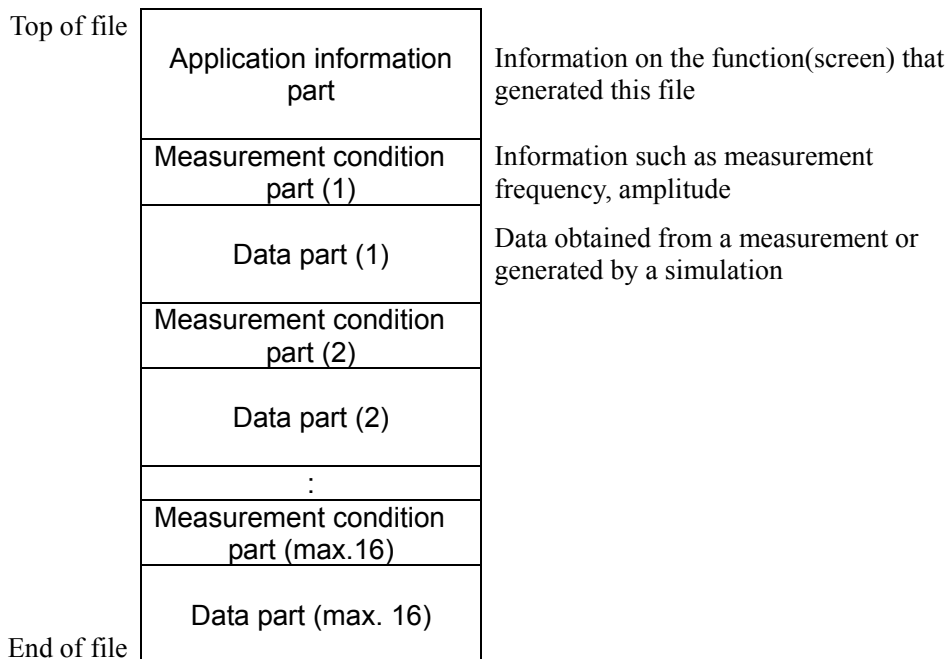 Top of file
Application information
part
Information on the function(screen) that
generated this file
Measurement condition
part (1)
Information such as measurement
frequency, amplitude
Data part (1)
Data obtained from a measurement or
generated by a simulation
Measurement condition
part (2)
Data part (2)
:
Measurement condition
part (max.16)
Data part (max. 16)
End of file